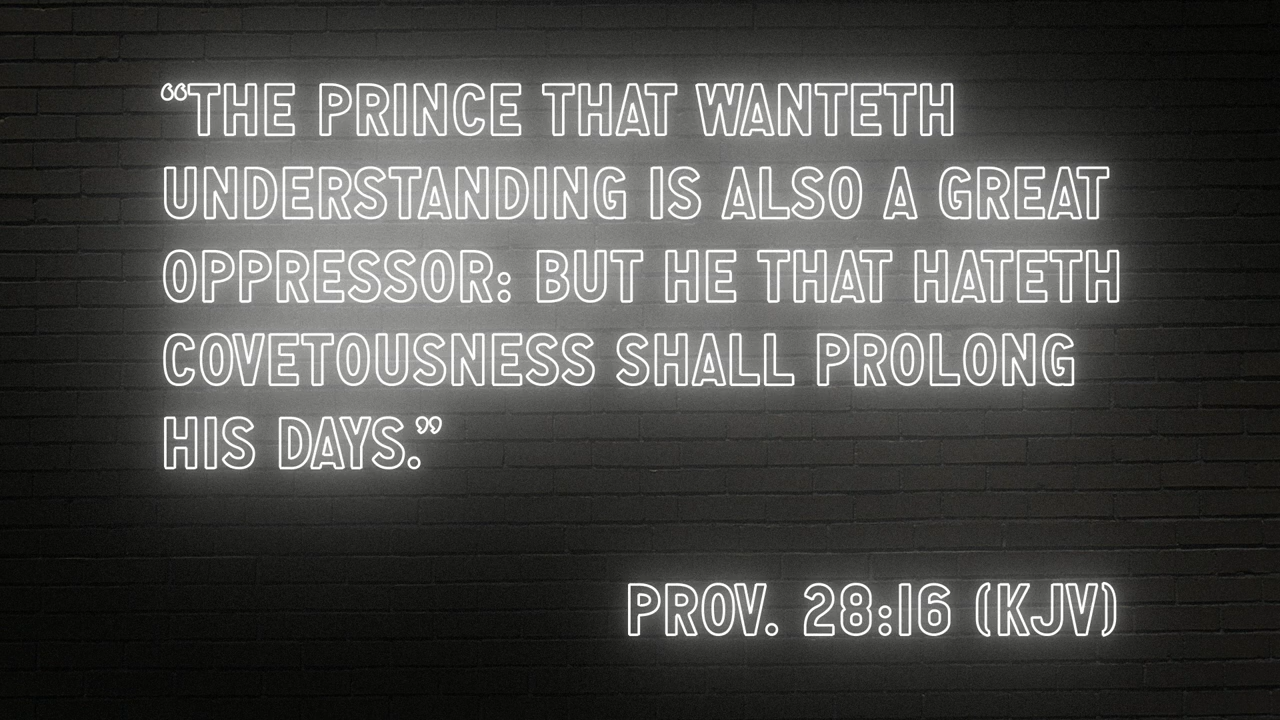 “THE PRINCE THAT WANTETH
UNDERSTANDING IS ALSO A GREAT
OPPRESSOR: BUT HE THAT HATETH
COVETOUSNESS SHALL PROLONG
HIS DAYS.”
PROV. 28:16 (KJV)